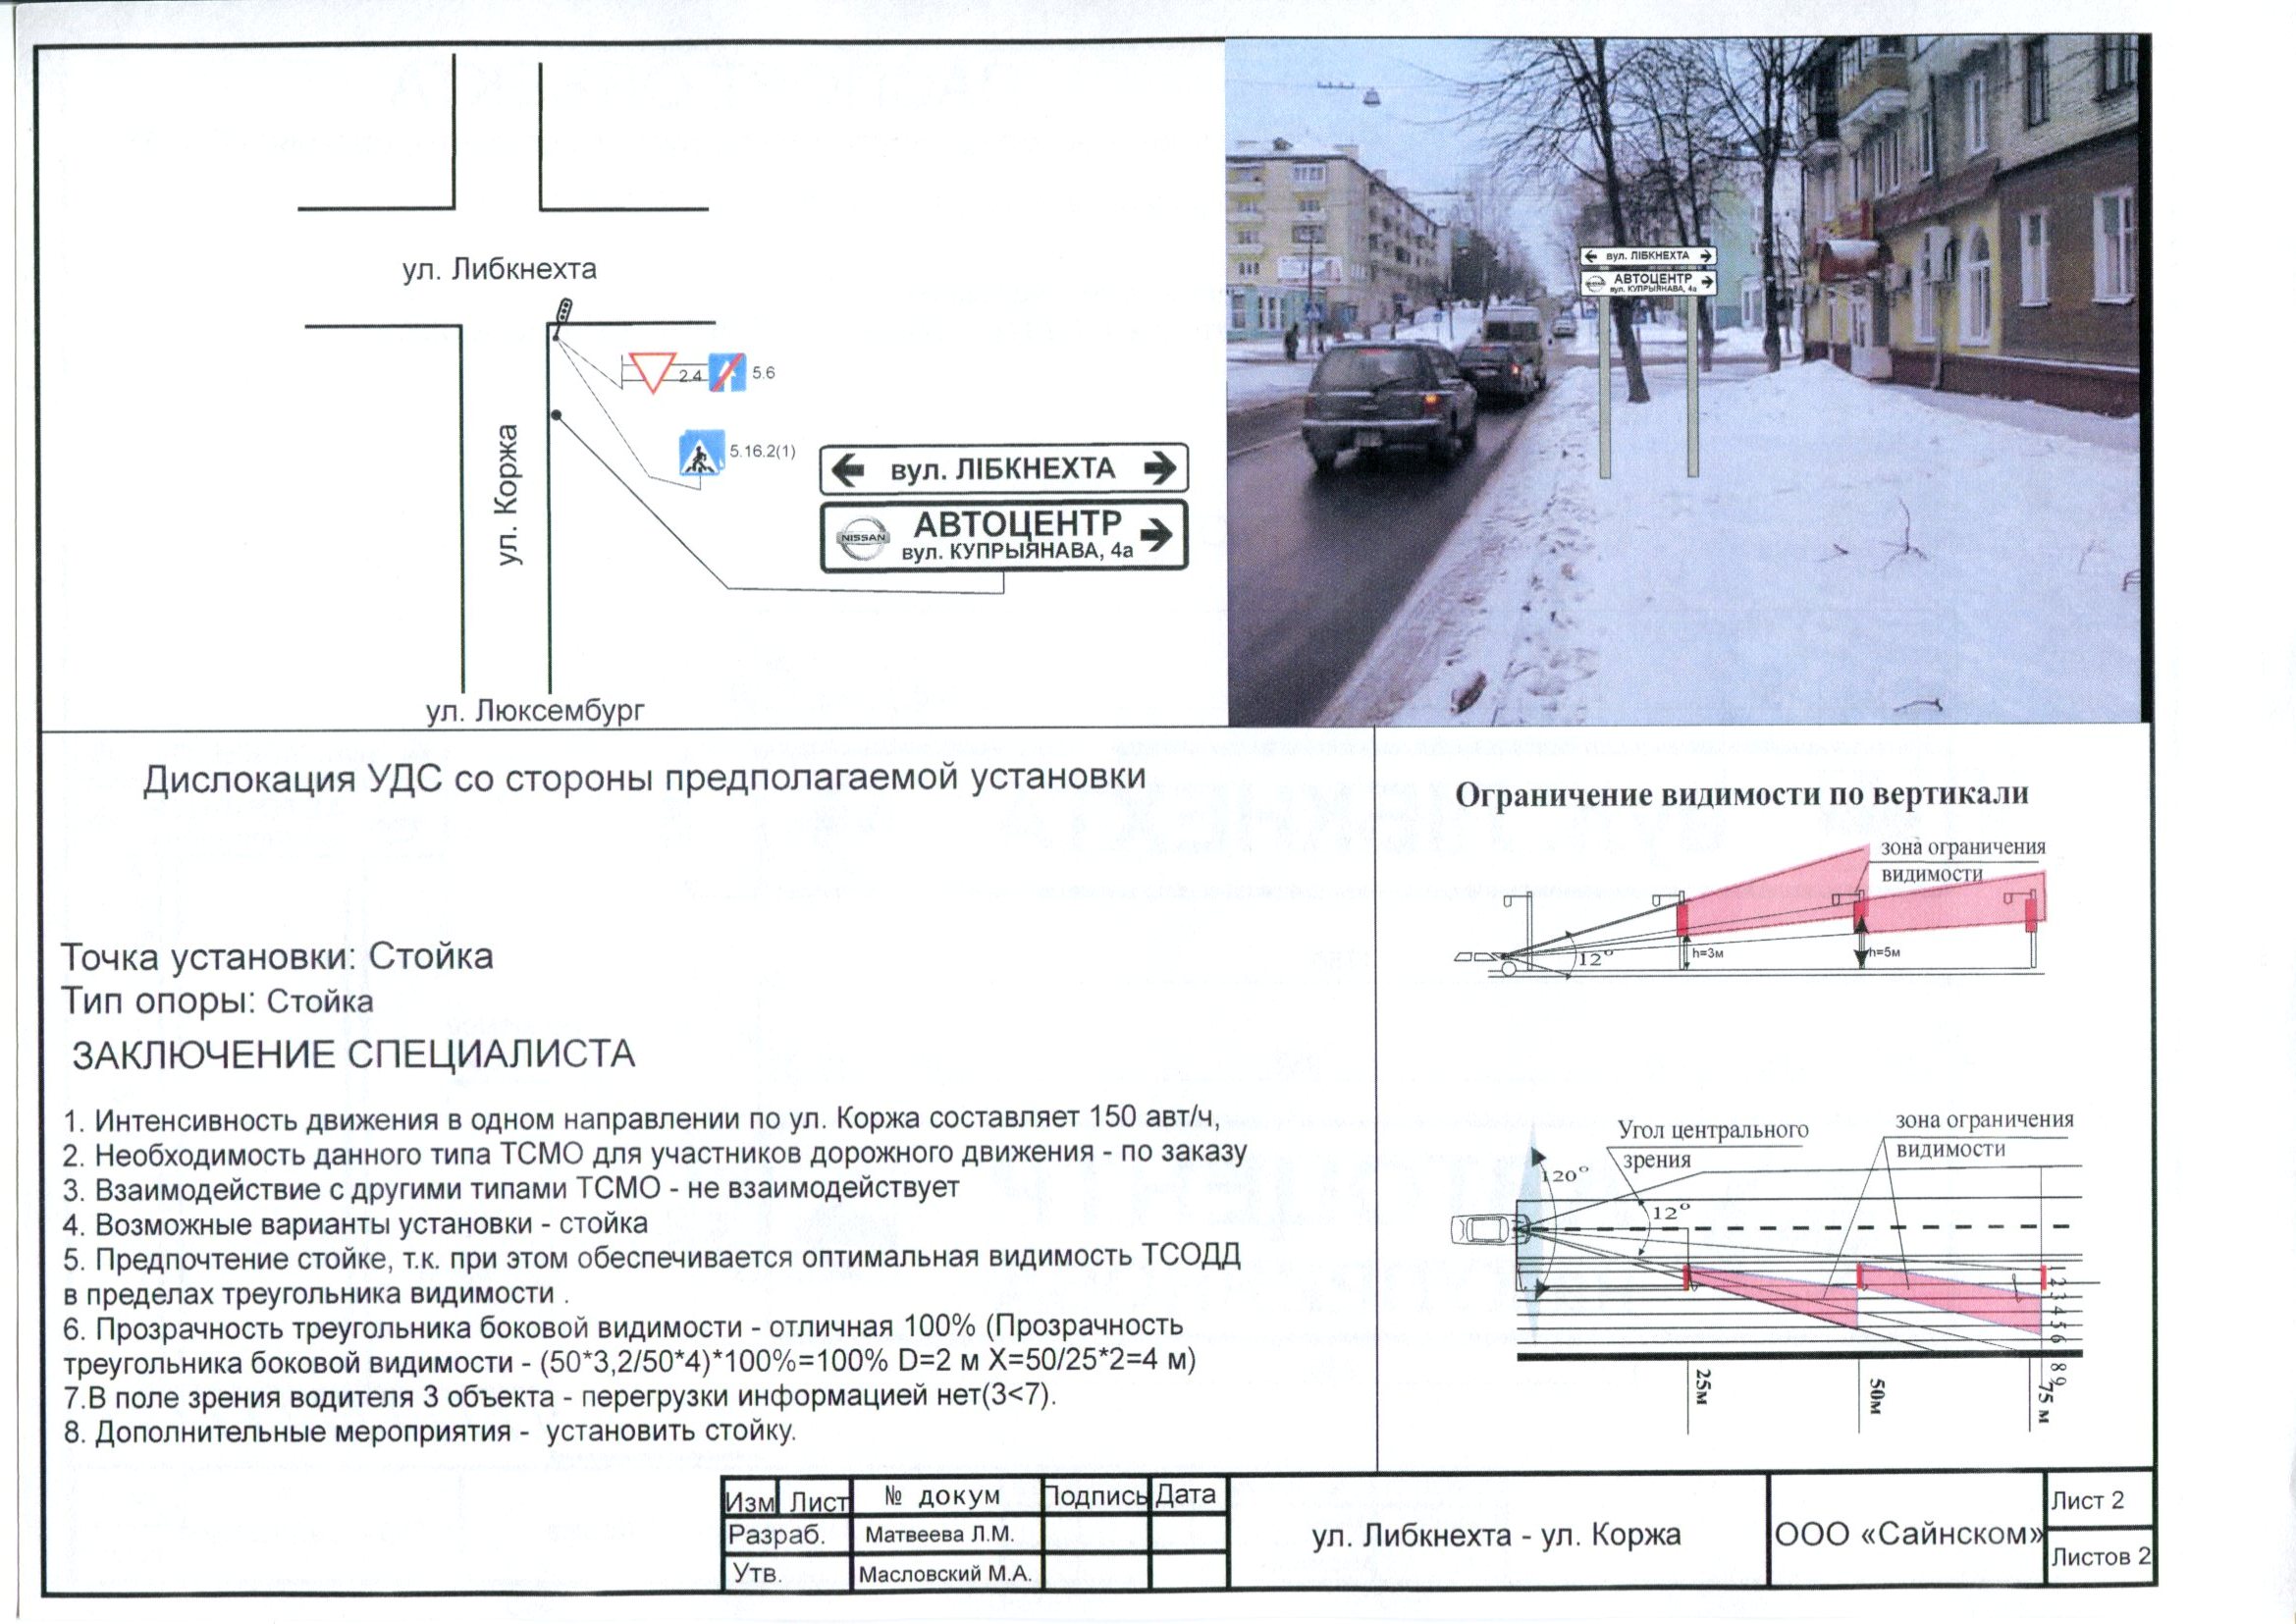 ул. Либкнехта
2.4
5.6
5.16.2(1)
ул. Коржа
вул. ЛІБКНЕХТА
NISSAN
АВТОЦЕНТР
вул. КУПРЫЯНАВА, 4а
ул. Люксембург
вул. ЛІБКНЕХТА
АВТОЦЕНТР
вул. КУПРЫЯНАВА, 4а
Дислокация УДС со стороны предполагаемой установки
Точка установки: Стойка
Тип опоры: Стойка
ЗАКЛЮЧЕНИЕ СПЕЦИАЛИСТА
1. Интенсивность движения в одном направлении по ул. Коржа составляет 150 авт/ч,
2. Необходимость данного типа ТСМО для участников дорожного движения - по заказу
3. Взаимодействие с другими типами ТСМО - не взаимодействует
4. Возможные варианты установки - стойка
5. Предпочтение стойке, т.к. при этом обеспечивается оптимальная видимость ТСОДД
в пределах треугольника видимости .
6. Прозрачность треугольника боковой видимости - отличная 100% (Прозрачность
треугольника боковой видимости - (50*3,2/50*4)*100%=100% D=2 м X=50/25*2=4 м)
7.В поле зрения водителя 3 объекта - перегрузки информацией нет(3<7).
8. Дополнительные мероприятия - установить стойку.
Ограничение видимости по вертикали
зона ограничения
видимости
12°
h=3м
h=5м
Угол центрального
зрения
зона ограничения
видимости
120°
12°
1 2 3 4 5 6 8 9
25м
50м
75 м
Изм Лист № докум Подпись Дата
Разраб. Матвеева Л.М.
Утв. Масловский М.А.
ул. Либкнехта - ул. Коржа
ООО «Сайнском»
Лист 2
Листов 2